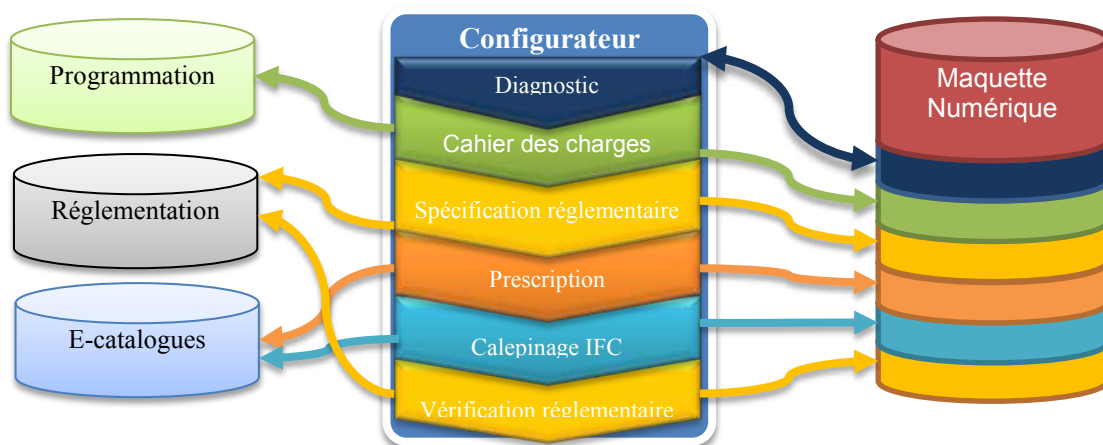 Programmation
Réglementation
E-catalogues
Configurateur
Diagnostic
Cahier des charges
Spécification réglementaire
Prescription
Calepinage IFC
Vérification réglementaire
Maquette
Numérique